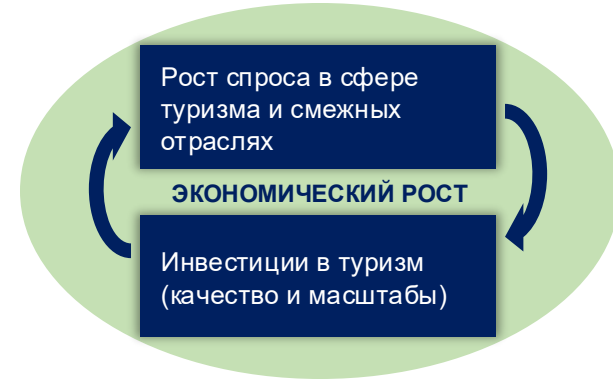 Рост спроса в сфере
туризма и смежных
отраслях
ЭКОНОМИЧЕСКИЙ РОСТ
Инвестиции в туризм
(качество и масштабы)